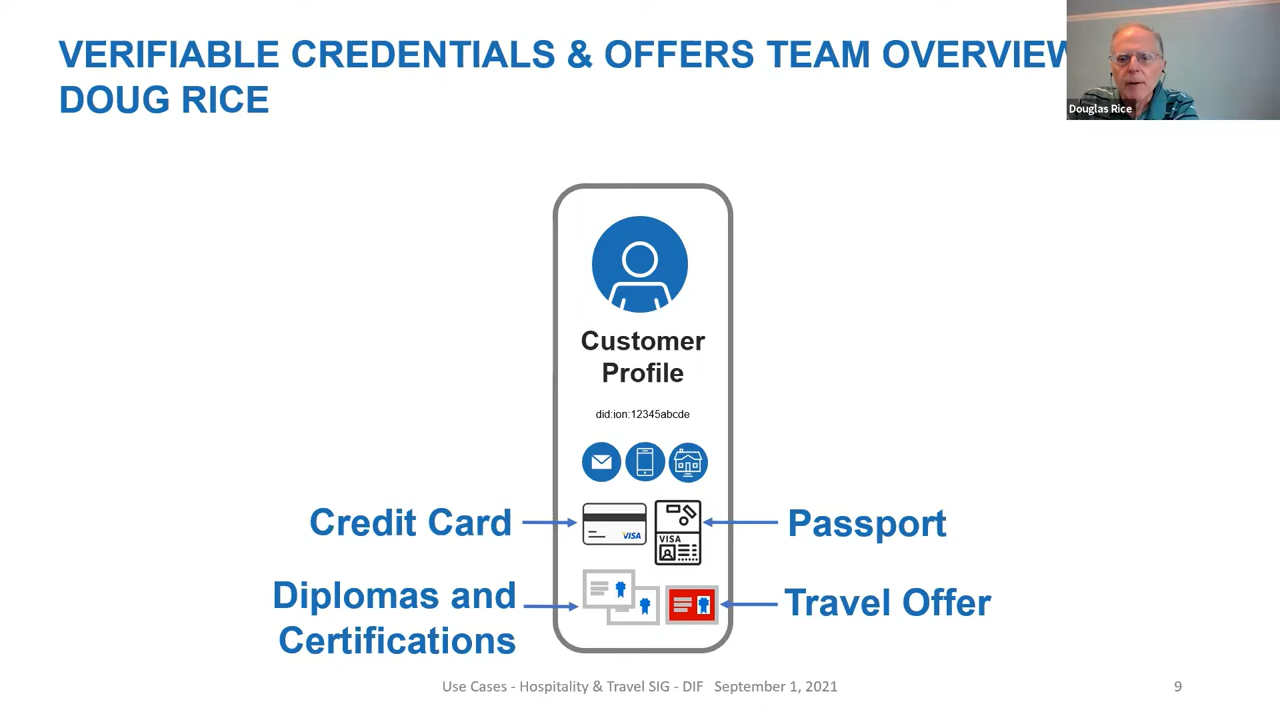 VERIFIABLE CREDENTIALS & OFFERS TEAM OVERVIEW
DOUG RICE
Douglas Rice
Customer
Profile
did:ion:12345abcde
Credit Card
VISA
VISA
Passport
Diplomas and
Certifications
Travel Offer
Use Cases - Hospitality & Travel SIG - DIF September 1, 2021
9